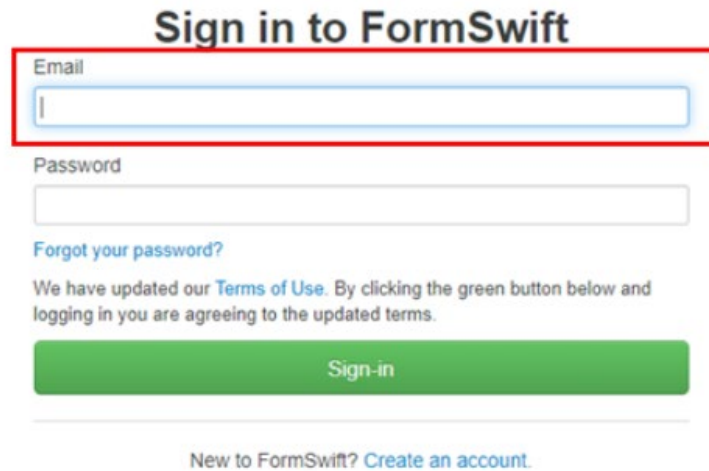 Sign in to FormSwift
Email
Password
Forgot your password?
We have updated our Terms of Use. By clicking the green button below and
logging in you are agreeing to the updated terms.
Sign-in
New to FormSwift? Create an account.